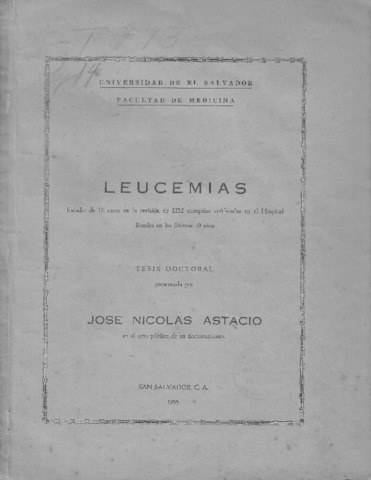 UNIVERSIDAD DE EL SALVADOR
FACULTAD DE MEDICINA
LEUCEMIAS
Estudio de 16 casos en la revisión de 1252 autopsias verificadas en el Hospital
Rosales en los últimos 10 años
TESIS DOCTORAL
presentada por
JOSE NICOLAS ASTACIO
en el acto público de su doctoramiento.
SAN SALVADOR, C. A.
1955